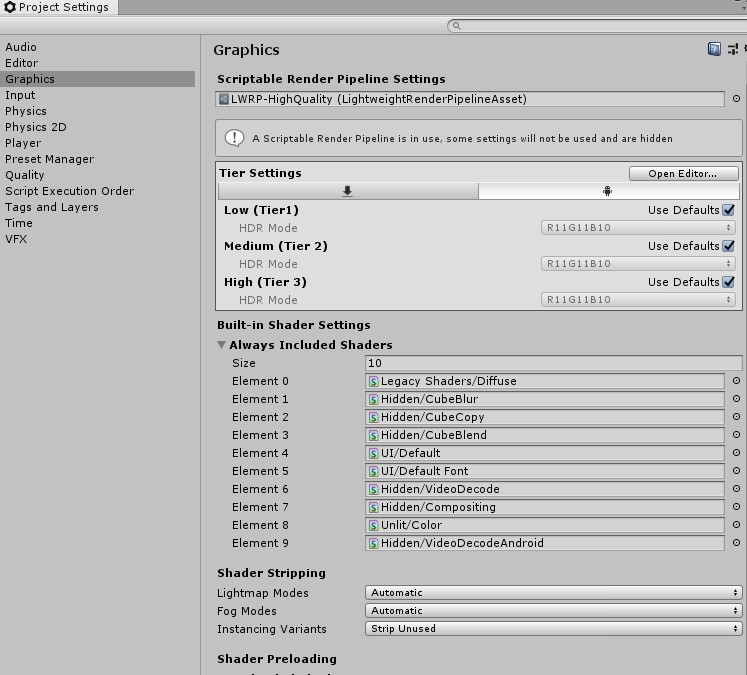 Project Settings
Audio
Editor
Graphics
Input
Physics
Physics 2D
Player
Preset Manager
Quality
Script Execution Order
Tags and Layers
Time
VFX
Graphics
Scriptable Render Pipeline Settings
LWRP-HighQuality (LightweightRenderPipelineAsset)
A Scriptable Render Pipeline is in use, some settings will not be used and are hidden
Tier Settings Open Editor...
Low (Tier1) Use Defaults
HDR Mode R11G11B10
Medium (Tier 2) Use Defaults
HDR Mode R11G11B10
High (Tier 3) Use Defaults
HDR Mode R11G11B10
Built-in Shader Settings
Always Included Shaders
Size 10
Element 0 Legacy Shaders/Diffuse
Element 1 Hidden/CubeBlur
Element 2 Hidden/CubeCopy
Element 3 Hidden/CubeBlend
Element 4 UI/Default
Element 5 UI/Default Font
Element 6 Hidden/VideoDecode
Element 7 Hidden/Compositing
Element 8 Unlit/Color
Element 9 Hidden/VideoDecodeAndroid
Shader Stripping
Lightmap Modes Automatic
Fog Modes Automatic
Instancing Variants Strip Unused
Shader Preloading